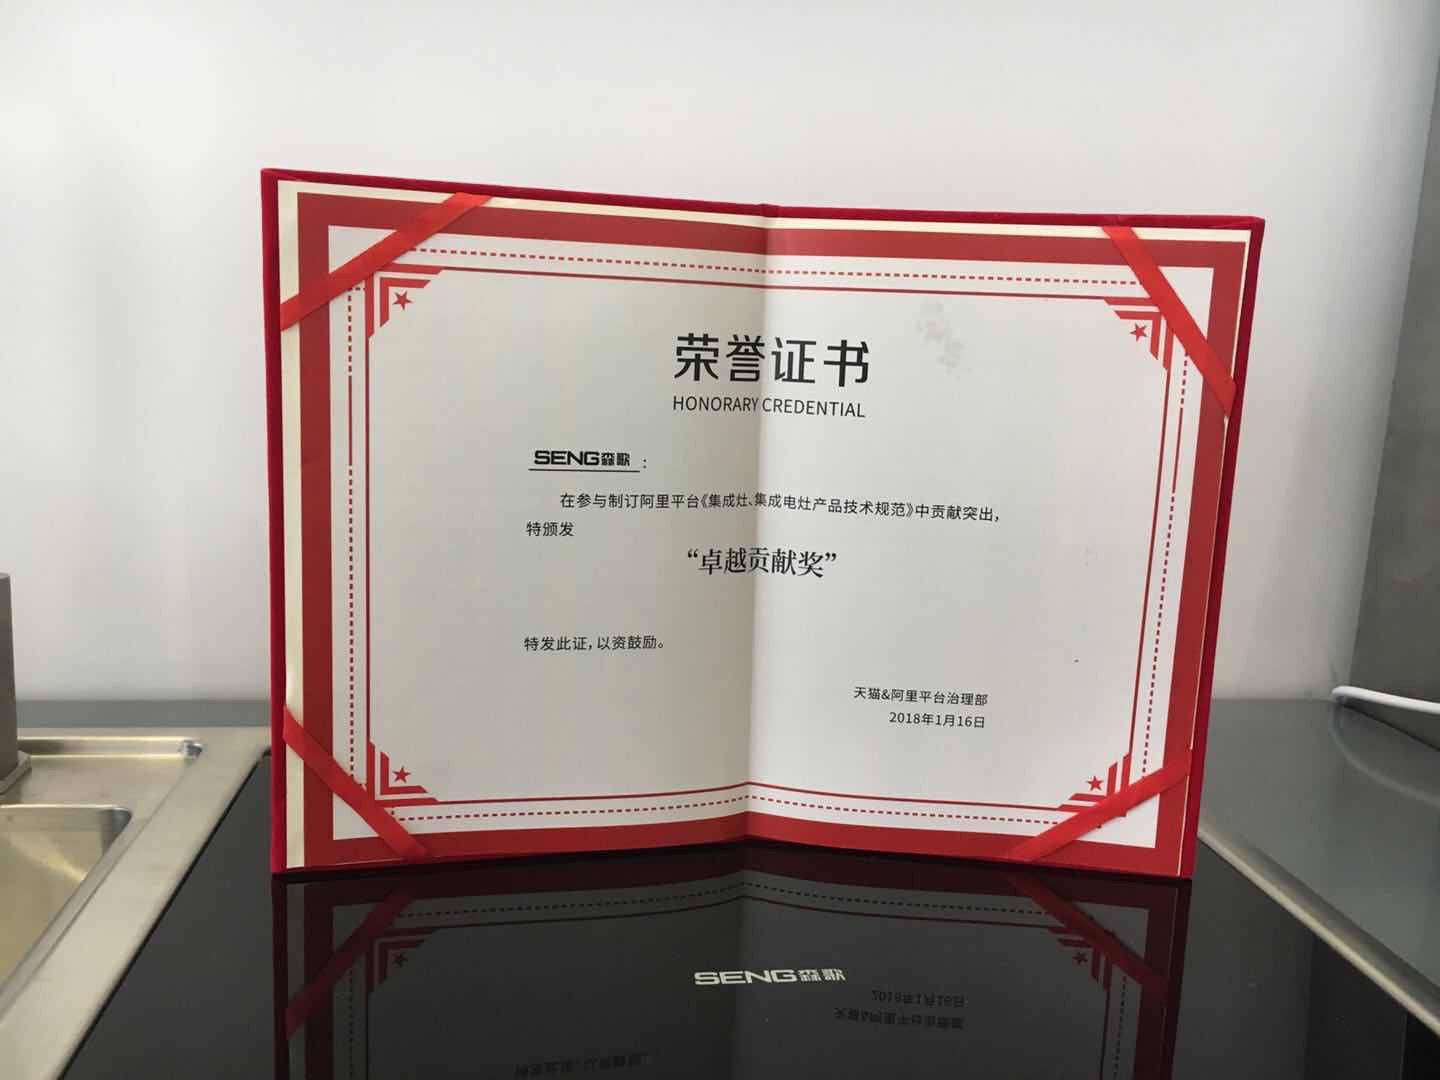 荣誉证书
HONORARY CREDENTIAL
SENG森歌：
在参与制订阿里平台《集成灶、集成电灶产品技术规范》中贡献突出，
特颁发
“卓越贡献奖”
特发此证，以资鼓励。
天猫&阿里平台治理部
2018年1月16日
SENG森歌